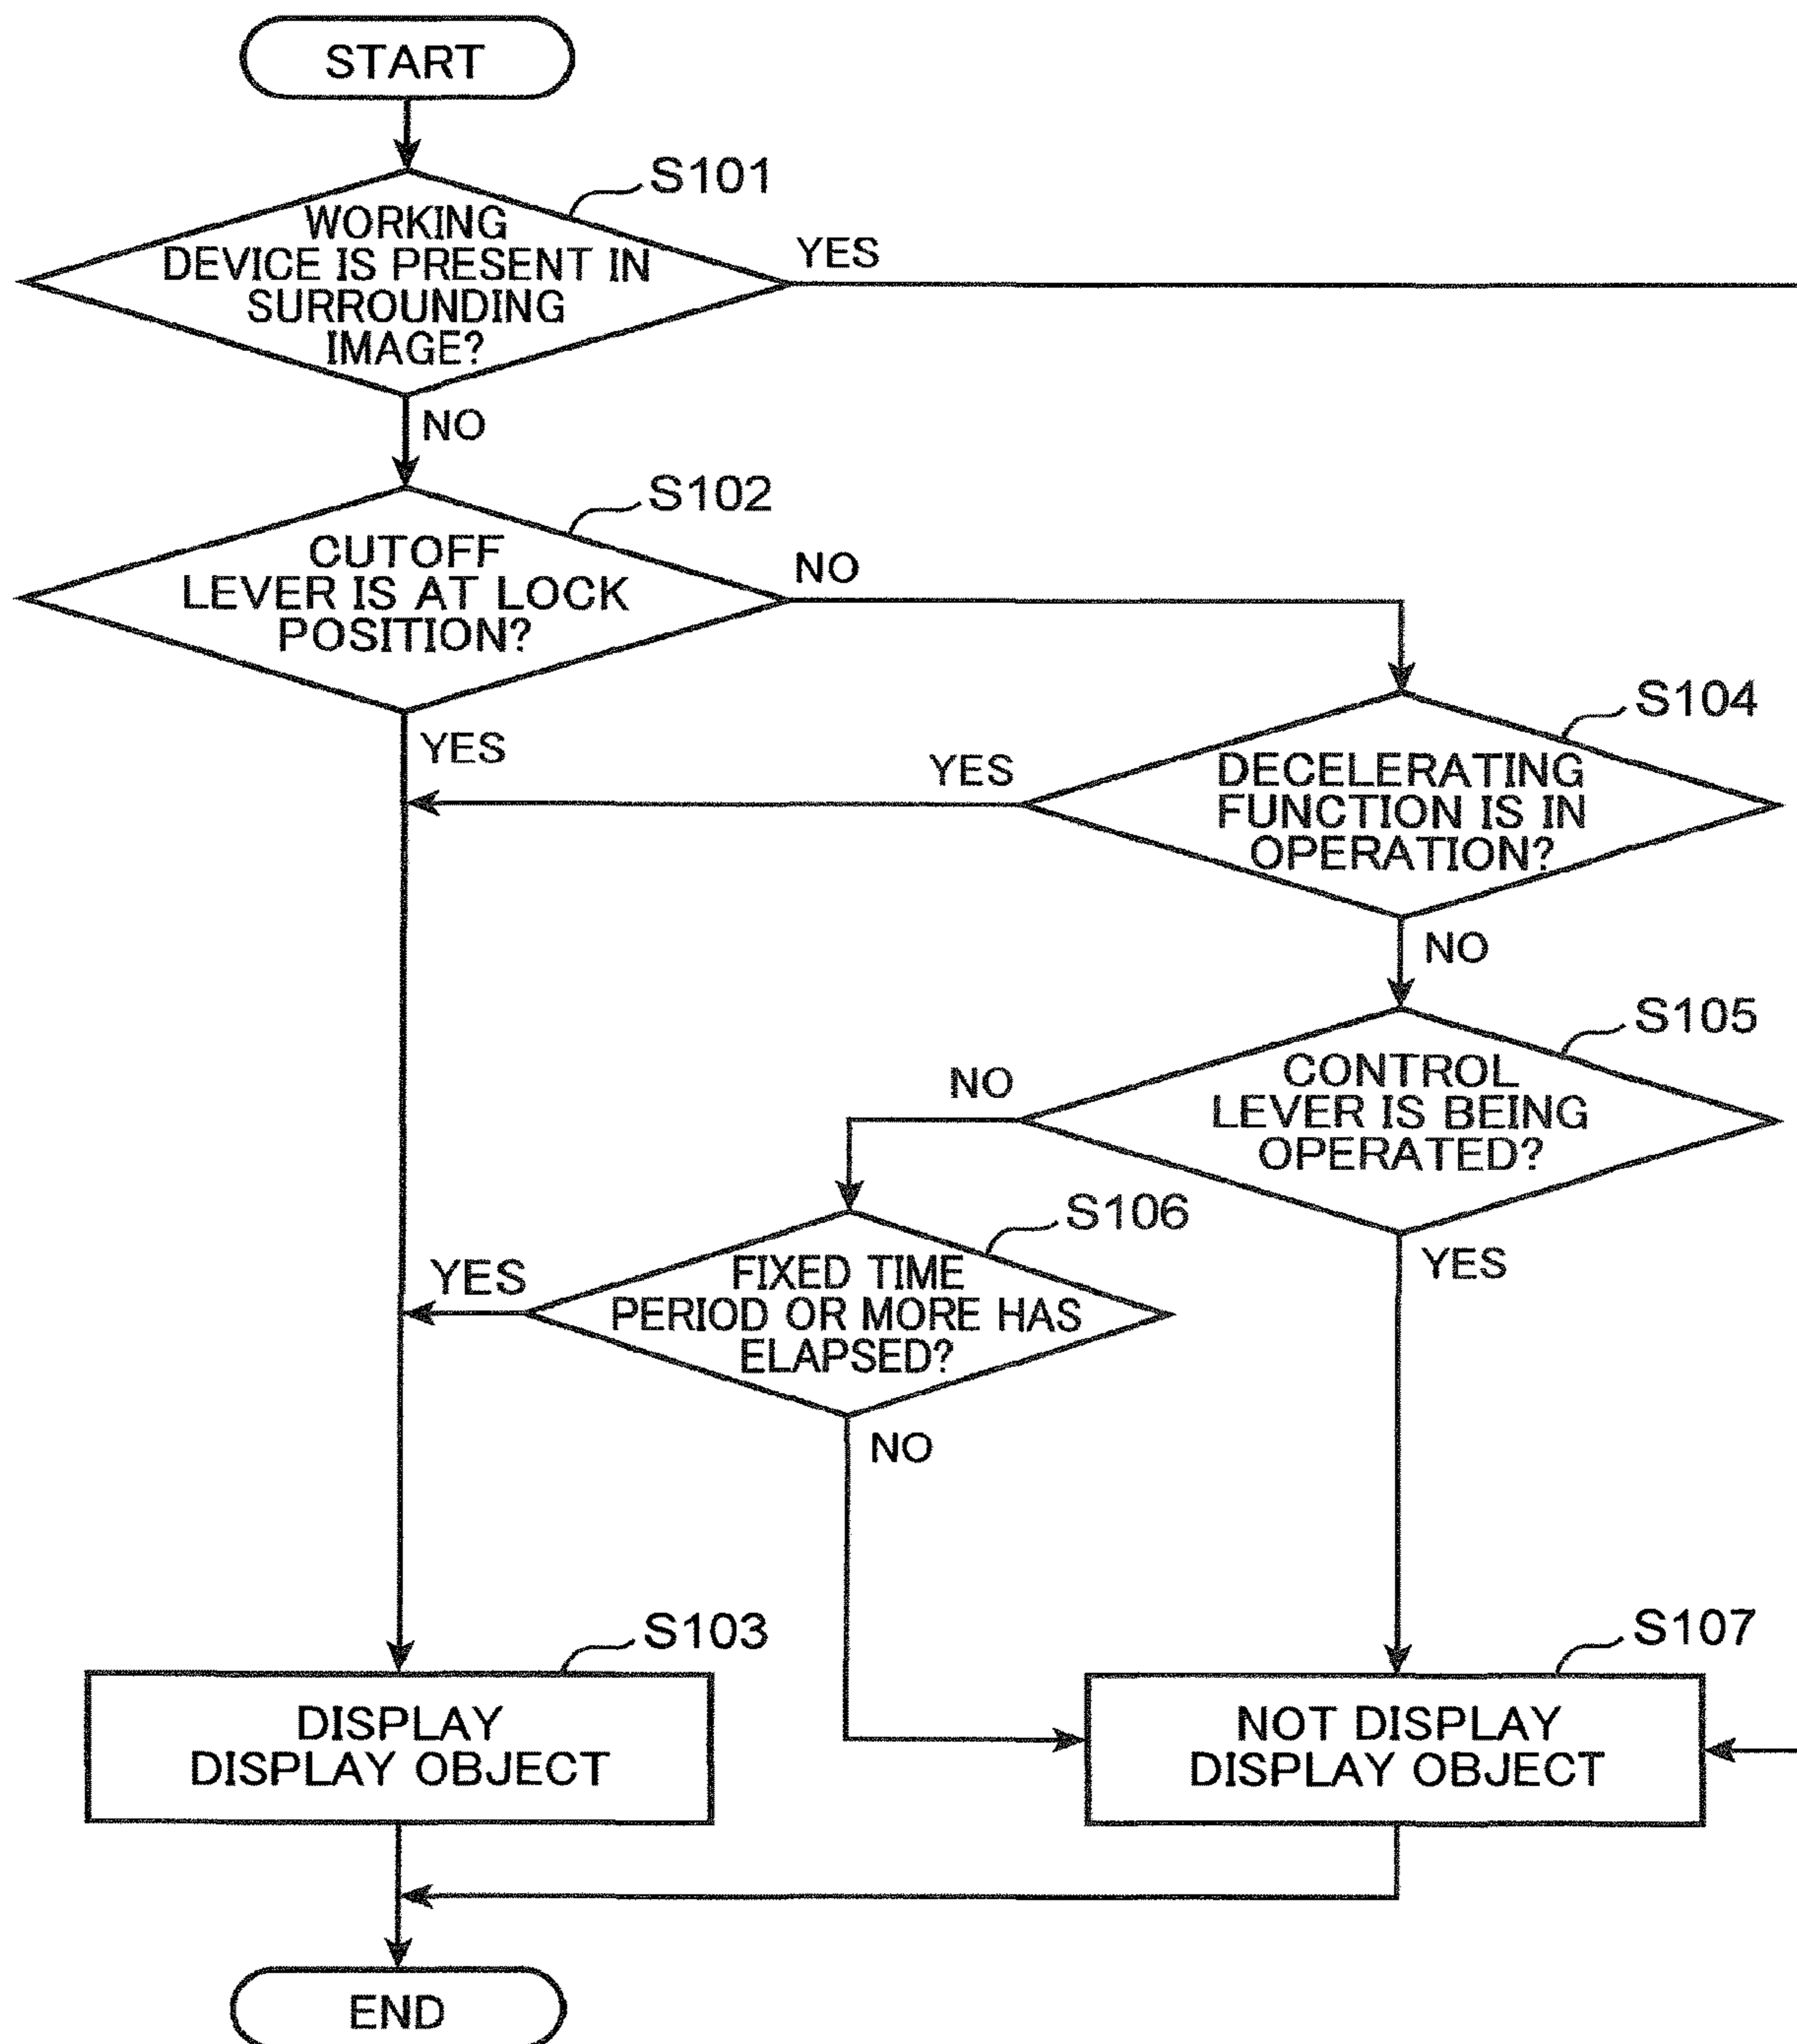 START
S101
WORKING
DEVICE IS PRESENT IN
SURROUNDING
IMAGE?
YES
NO
S102
CUTOFF
LEVER IS AT LOCK
POSITION?
NO
YES
S104
DECELERATING
FUNCTION IS IN
OPERATION?
YES
NO
S105
CONTROL
LEVER IS BEING
OPERATED?
NO
YES
S106
FIXED TIME
PERIOD OR MORE HAS
ELAPSED?
YES
NO
S103
DISPLAY
DISPLAY OBJECT
S107
NOT DISPLAY
DISPLAY OBJECT
END